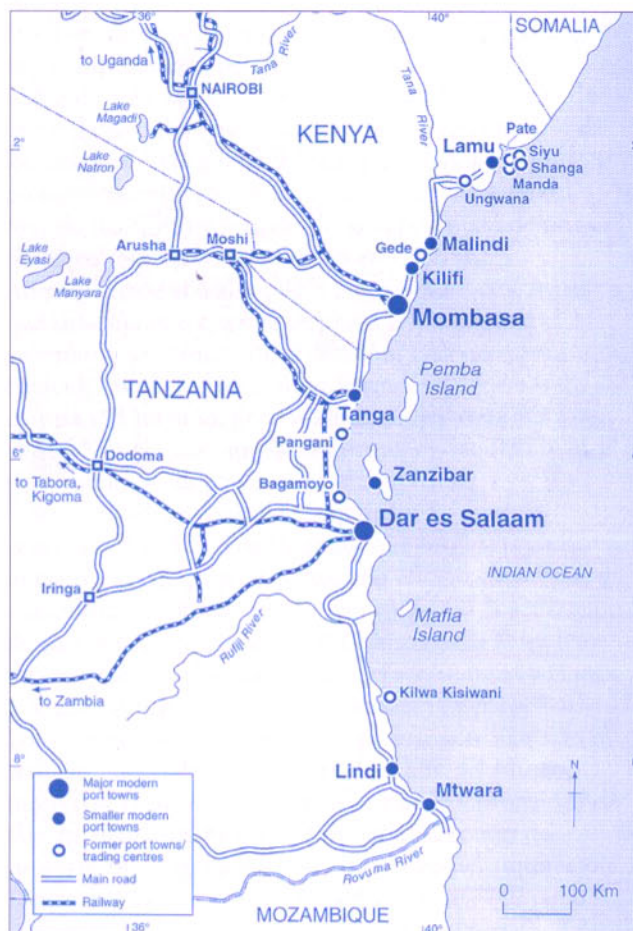 36°
40°
SOMALIA
to Uganda
Tana River
NAIROBI
Lake
Magadi
KENYA
Tana
River
2°
Lake
Natron
Pate
Lamu
Siyu
Shanga
Manda
Ungwana
Lake
Eyasi
Arusha
Moshi
Gede
Malindi
Lake
Manyara
Kilifi
Mombasa
TANZANIA
Pemba
Island
Tanga
Pangani
6°
Dodoma
to Tabora,
Kigoma
Bagamoyo
Zanzibar
Dar es Salaam
INDIAN OCEAN
Iringa
Mafia
Island
Rufiji River
to Zambia
Kilwa Kisiwani
8°
Lindi
Mtwara
N
Major modern
port towns
Smaller modern
port towns
Former port towns/
trading centres
Main road
Railway
Rovuma River
0 100 Km
36°
MOZAMBIQUE
40°